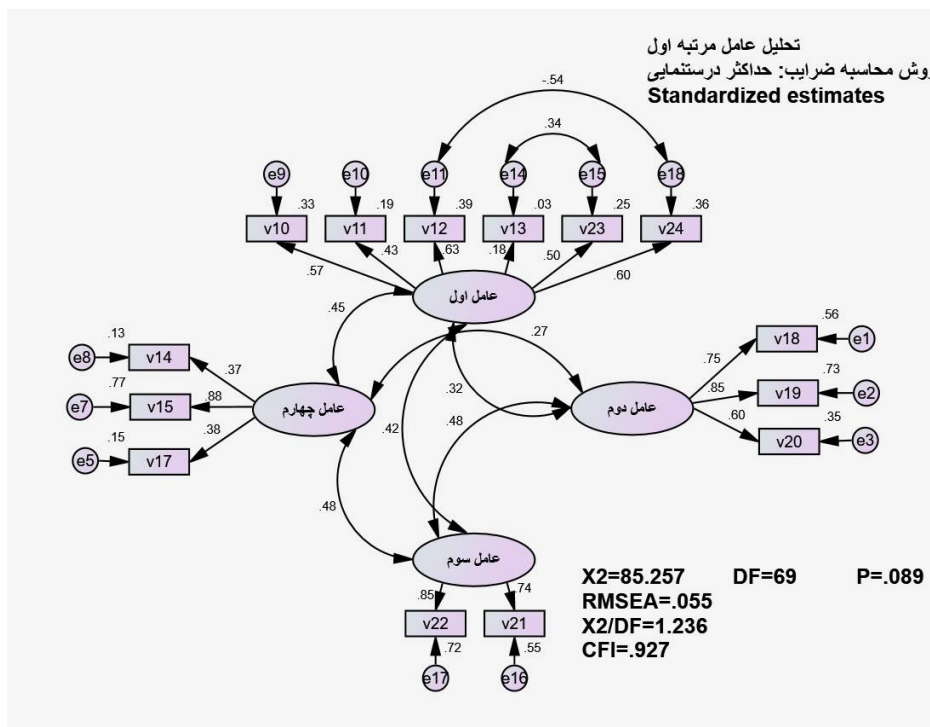 تحلیل عامل مرتبه اول
وش محاسبه ضرایب: حداکثر درستنمایی
Standardized estimates
-.54
.34
e9 e10 e11 e14 e15 e18
.33 .19 .39 .03 .25 .36
v10 v11 v12 v13 v23 v24
.57 .43 .63 .18 .50 .60
عامل اول
.45 .27
.13 .56
e8 v14 .37 .75 v18 e1
.77 .73
e7 v15 .88 عامل چهارم .32 عامل دوم .85 v19 e2
.15 .35
e5 v17 .38 .42 .48 .60 v20 e3
.48
عامل سوم
X2=85.257 DF=69 P=.089
RMSEA=.055
X2/DF=1.236
CFI=.927
.85 .74
v22 v21
.72 .55
e17 e16